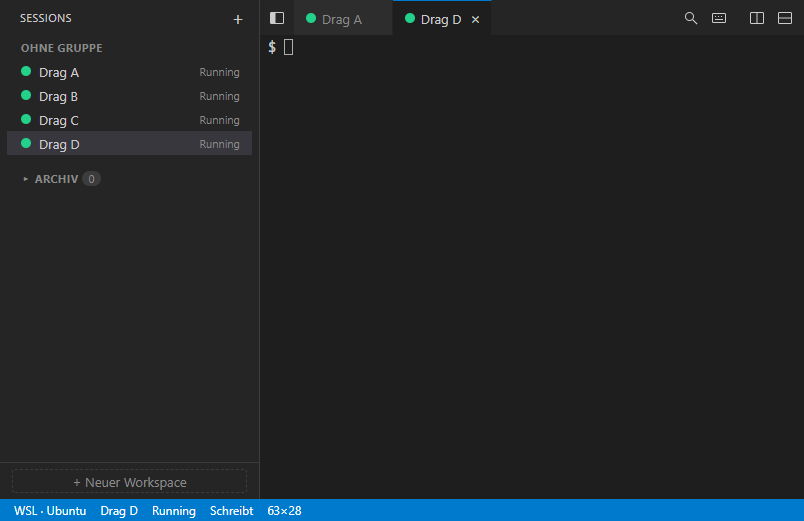 SESSIONS +
OHNE GRUPPE
Drag A Running
Drag B Running
Drag C Running
Drag D Running
ARCHIV 0
+ Neuer Workspace
Drag A
Drag D ×
$
WSL · Ubuntu Drag D Running Schreibt 63×28